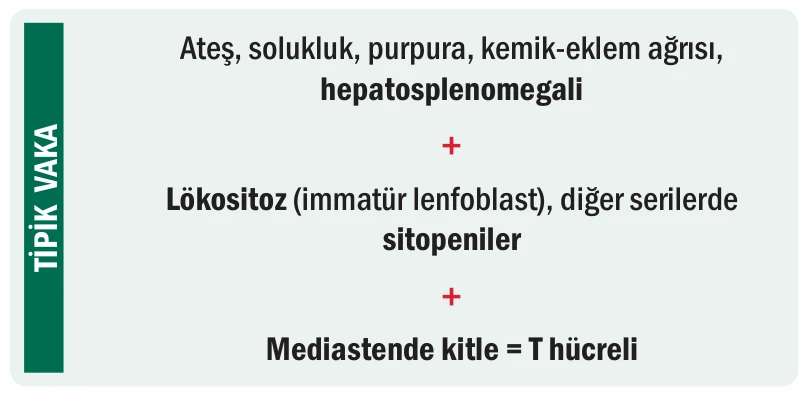 TİPİK VAKA
Ateş, solukluk, purpura, kemik-eklem ağrısı,
hepatosplenomegali
+
Lökositoz (immatür lenfoblast), diğer serilerde
sitopeniler
+
Mediastende kitle = T hücreli